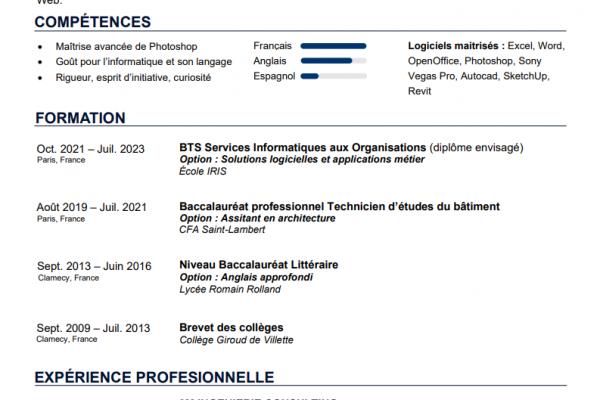 Web.
COMPÉTENCES
Maîtrise avancée de Photoshop
Goût pour l'informatique et son langage
Rigueur, esprit d'initiative, curiosité
Français
Anglais
Espagnol
Logiciels maitrisés : Excel, Word,
OpenOffice, Photoshop, Sony
Vegas Pro, Autocad, SketchUp,
Revit
FORMATION
Oct. 2021 – Juil. 2023
Paris, France
BTS Services Informatiques aux Organisations (diplôme envisagé)
Option : Solutions logicielles et applications métier
École IRIS
Août 2019 – Juil. 2021
Paris, France
Baccalauréat professionnel Technicien d'études du bâtiment
Option : Assitant en architecture
CFA Saint-Lambert
Sept. 2013 – Juin 2016
Clamecy, France
Niveau Baccalauréat Littéraire
Option : Anglais approfondi
Lycée Romain Rolland
Sept. 2009 – Juil. 2013
Clamecy, France
Brevet des collèges
Collège Giroud de Villette
EXPÉRIENCE PROFESIONNELLE